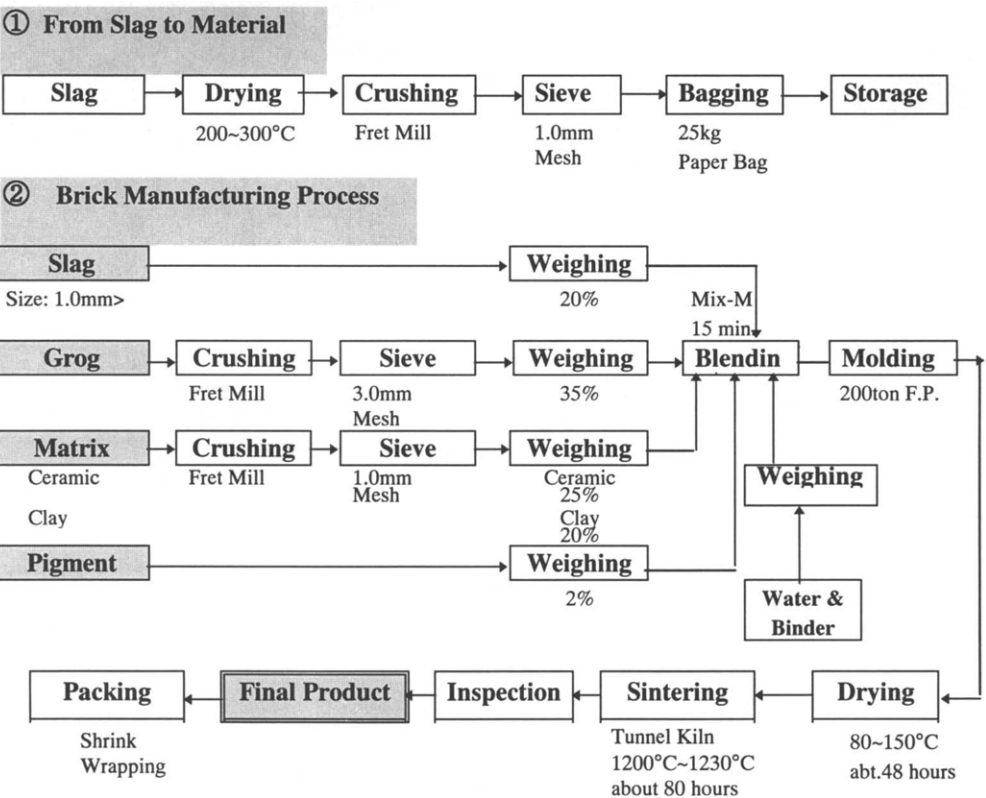 ① From Slag to Material
Slag Drying Crushing Sieve Bagging Storage
200~300°C Fret Mill 1.0mm 25kg
Mesh Paper Bag
② Brick Manufacturing Process
Slag Weighing
Size: 1.0mm> 20% Mix-M
15 min
Grog Crushing Sieve Weighing Blendin Molding
Fret Mill 3.0mm 35% 200ton F.P.
Mesh
Matrix Crushing Sieve Weighing
Ceramic Fret Mill 1.0mm Ceramic Weighing
Mesh 25%
Clay Clay
20%
Pigment Weighing
2% Water &
Binder
Packing Final Product Inspection Sintering Drying
Shrink Tunnel Kiln 80~150°C
Wrapping 1200°C~1230°C abt.48 hours
about 80 hours